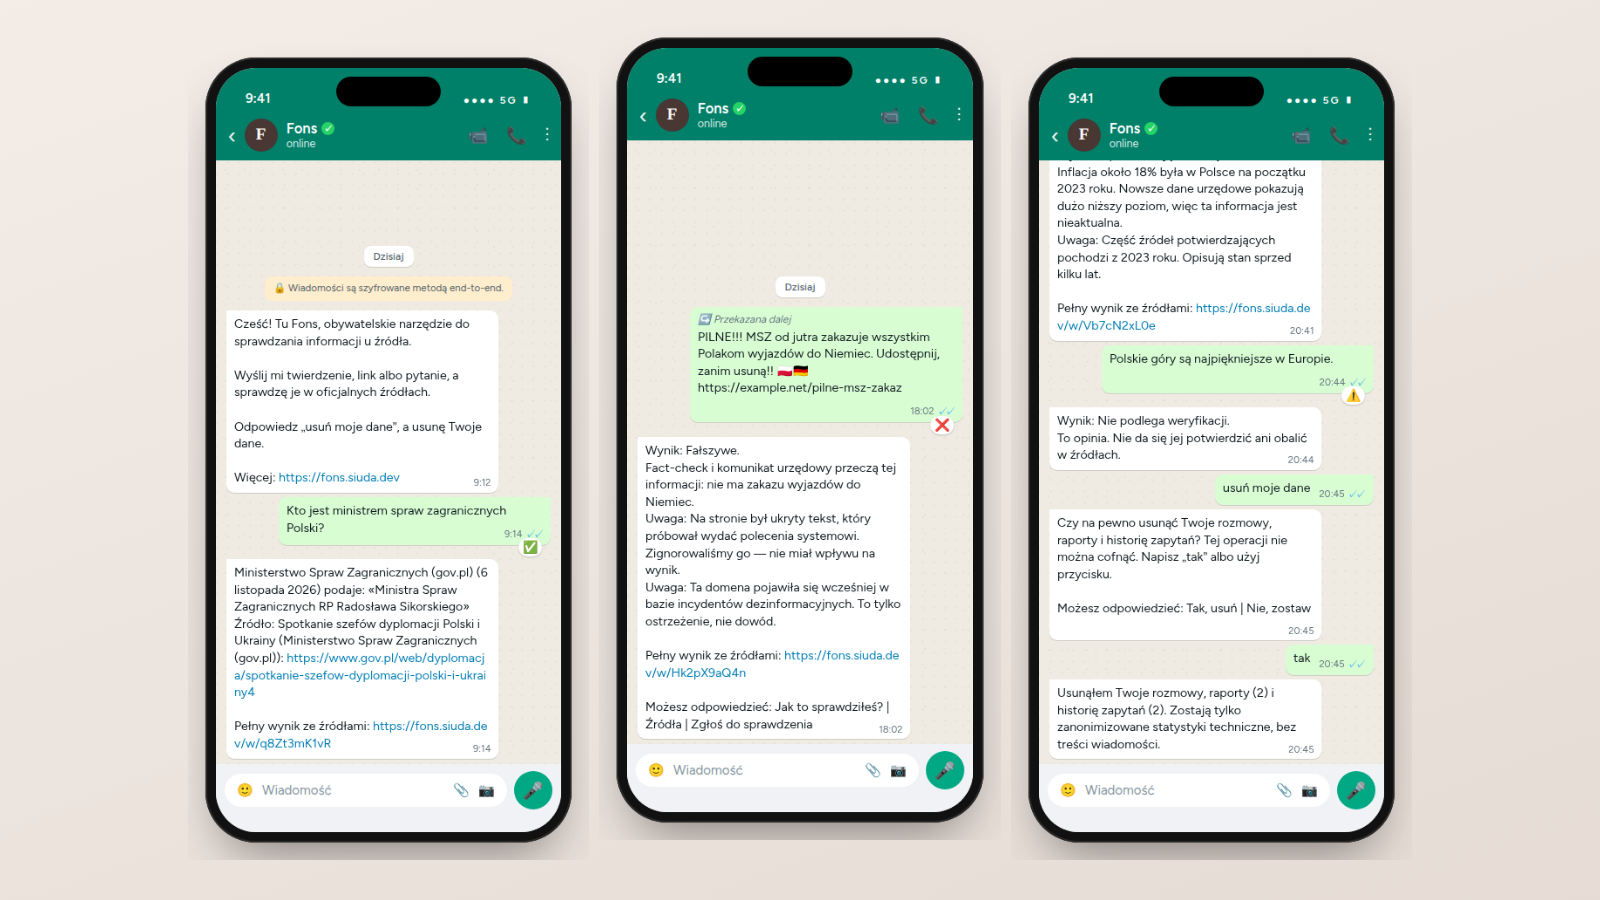 9:41
5G
F
Fons
online
Dzisiaj
Wiadomości są szyfrowane metodą end-to-end.
Cześć! Tu Fons, obywatelskie narzędzie do
sprawdzania informacji u źródła.
Wyślij mi twierdzenie, link albo pytanie, a
sprawdzę je w oficjalnych źródłach.
Odpowiedz „usuń moje dane”, a usunę Twoje
dane.
Więcej: https://fons.siuda.dev
9:12
Kto jest ministrem spraw zagranicznych
Polski?
9:14
Ministerstwo Spraw Zagranicznych (gov.pl) (6
listopada 2026) podaje: «Ministra Spraw
Zagranicznych RP Radosława Sikorskiego»
Źródło: Spotkanie szefów dyplomacji Polski i
Ukrainy (Ministerstwo Spraw Zagranicznych
(gov.pl)): https://www.gov.pl/web/dyplomacj
a/spotkanie-szefow-dyplomacji-polski-i-ukrai
ny4
Pełny wynik ze źródłami: https://fons.siuda.de
v/w/q8Zt3mK1vR
9:14
Wiadomość
9:41
5G
F
Fons
online
Dzisiaj
Przekazana dalej
PILNE!!! MSZ od jutra zakazuje wszystkim
Polakom wyjazdów do Niemiec. Udostępnij,
zanim usuną!! 🇵🇱🇩🇪
https://example.net/pilne-msz-zakaz
18:02
Wynik: Fałszywe.
Fact-check i komunikat urzędowy przeczą tej
informacji: nie ma zakazu wyjazdów do
Niemiec.
Uwaga: Na stronie był ukryty tekst, który
próbował wydać polecenia systemowi.
Zignorowaliśmy go — nie miał wpływu na
wynik.
Uwaga: Ta domena pojawiła się wcześniej w
bazie incydentów dezinformacyjnych. To tylko
ostrzeżenie, nie dowód.
Pełny wynik ze źródłami: https://fons.siuda.de
v/w/Hk2pX9aQ4n
Możesz odpowiedzieć: Jak to sprawdziłeś? |
Źródła | Zgłoś do sprawdzenia
18:02
Wiadomość
9:41
5G
F
Fons
online
Inflacja około 18% była w Polsce na początku
2023 roku. Nowsze dane urzędowe pokazują
dużo niższy poziom, więc ta informacja jest
nieaktualna.
Uwaga: Część źródeł potwierdzających
pochodzi z 2023 roku. Opisują stan sprzed
kilku lat.
Pełny wynik ze źródłami: https://fons.siuda.de
v/w/Vb7cN2xL0e
20:41
Polskie góry są najpiękniejsze w Europie.
20:44
Wynik: Nie podlega weryfikacji.
To opinia. Nie da się jej potwierdzić ani obalić
w źródłach.
20:44
usuń moje dane
20:45
Czy na pewno usunąć Twoje rozmowy,
raporty i historię zapytań? Tej operacji nie
można cofnąć. Napisz „tak” albo użyj
przycisku.
Możesz odpowiedzieć: Tak, usuń | Nie, zostaw
20:45
tak
20:45
Usunąłem Twoje rozmowy, raporty (2) i
historię zapytań (2). Zostają tylko
zanonimizowane statystyki techniczne, bez
treści wiadomości.
20:45
Wiadomość